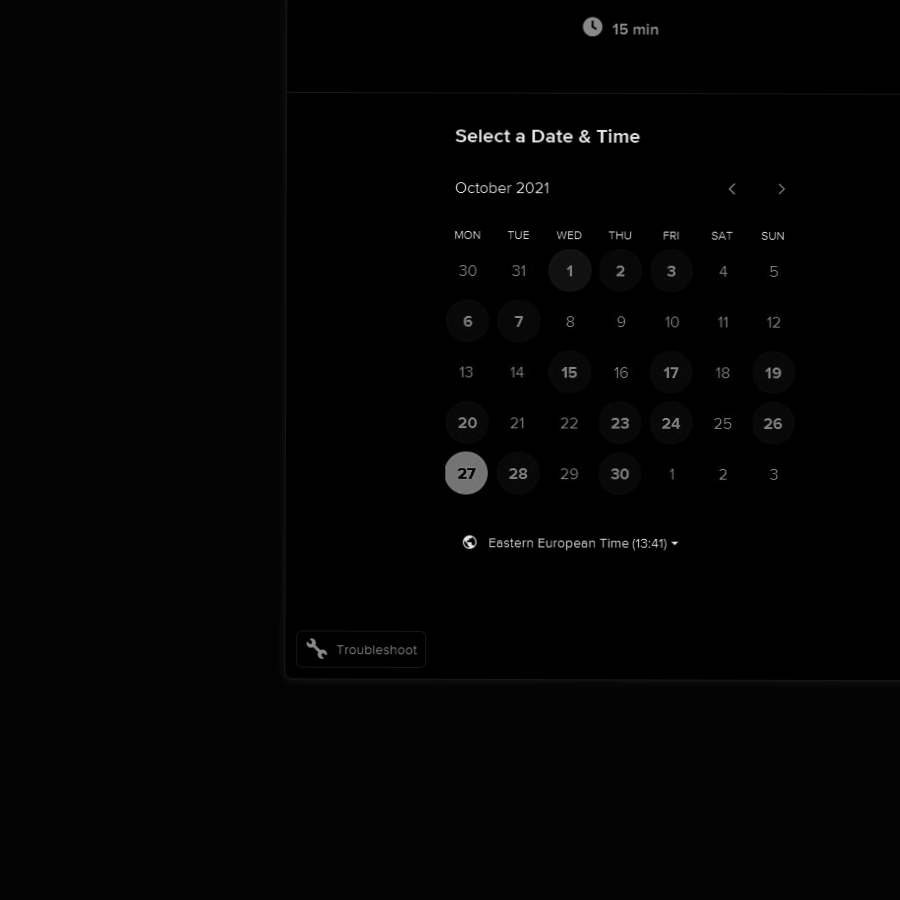 15 min
Select a Date & Time
October 2021
MON TUE WED THU FRI SAT SUN
30 31 1 2 3 4 5
6 7 8 9 10 11 12
13 14 15 16 17 18 19
20 21 22 23 24 25 26
27 28 29 30 1 2 3
Eastern European Time (13:41)
Troubleshoot